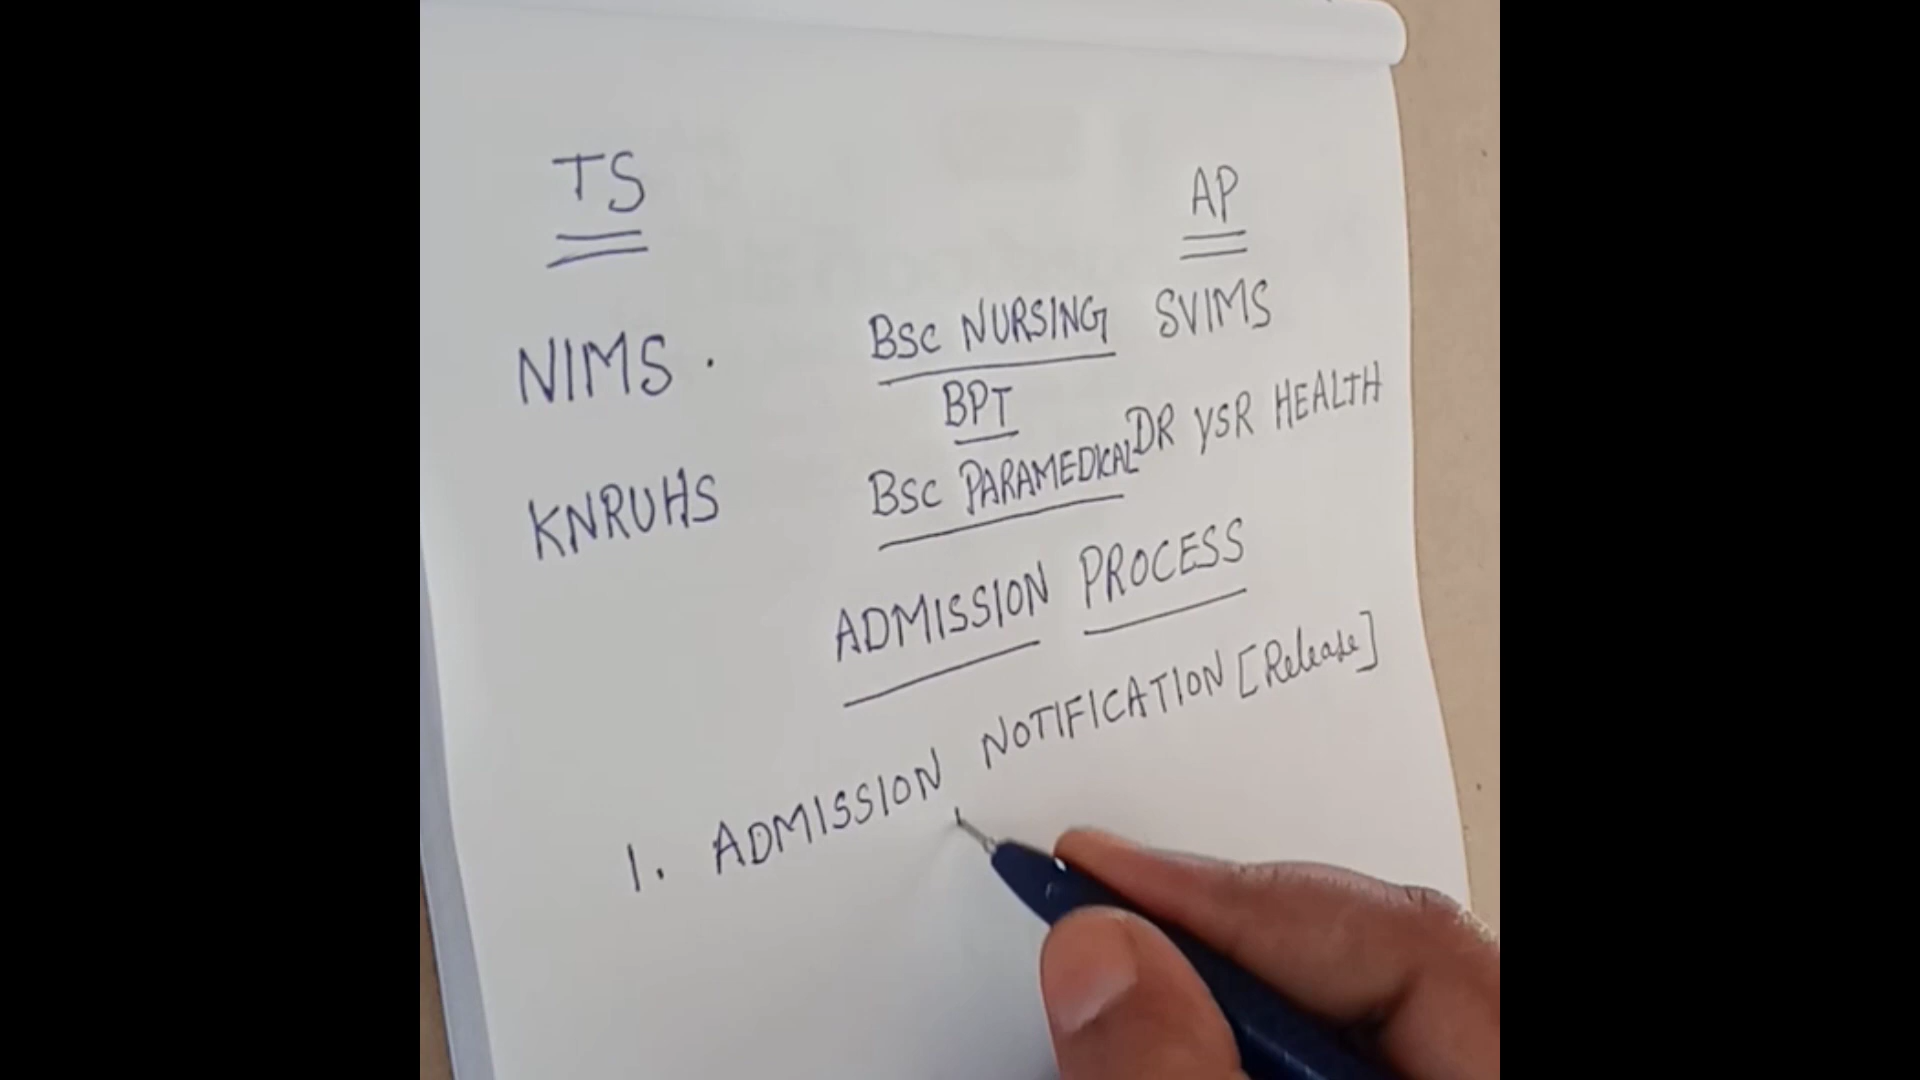 TS
AP
NIMS .
BSC NURSING
SVIMS
BPT
DR YSR HEALTH
KNRUHS
BSC PARAMEDICAL
ADMISSION PROCESS
1. ADMISSION NOTIFICATION [Release]